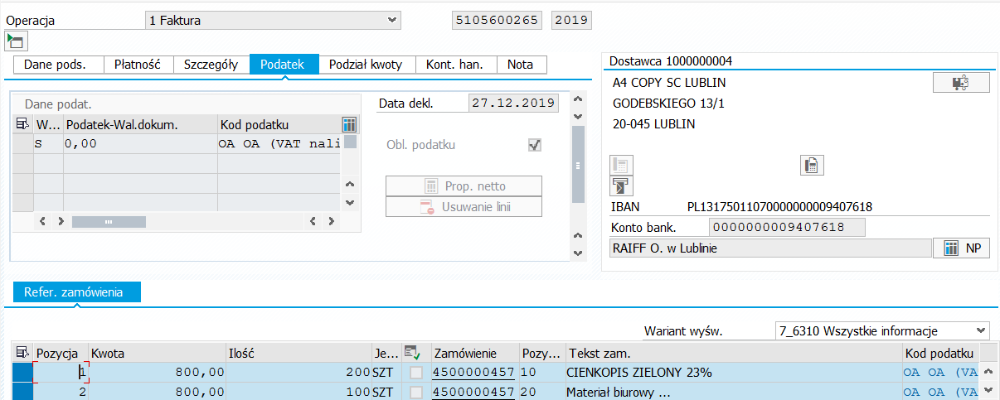 Operacja 1 Faktura 5105600265 2019
Dane pods. Płatność Szczegóły Podatek Podział kwoty Kont. han. Nota
Dane podat.
W... Podatek-Wal.dokum. Kod podatku
S 0,00 OA OA (VAT nali
Data dekl. 27.12.2019
Obl. podatku
Prop. netto
Usuwanie linii
Dostawca 1000000004
A4 COPY SC LUBLIN
GODEBSKIEGO 13/1
20-045 LUBLIN
IBAN PL13175011070000000009407618
Konto bank. 0000000009407618
RAIFF O. w Lublinie NP
Refer. zamówienia
Wariant wyśw. 7_6310 Wszystkie informacje
Pozycja Kwota Ilość Je... Zamówienie Pozy... Tekst zam. Kod podatku
1 800,00 200 SZT 4500000457 10 CIENKOPIS ZIELONY 23% OA OA (VA
2 800,00 100 SZT 4500000457 20 Materiał biurowy ... OA OA (VA